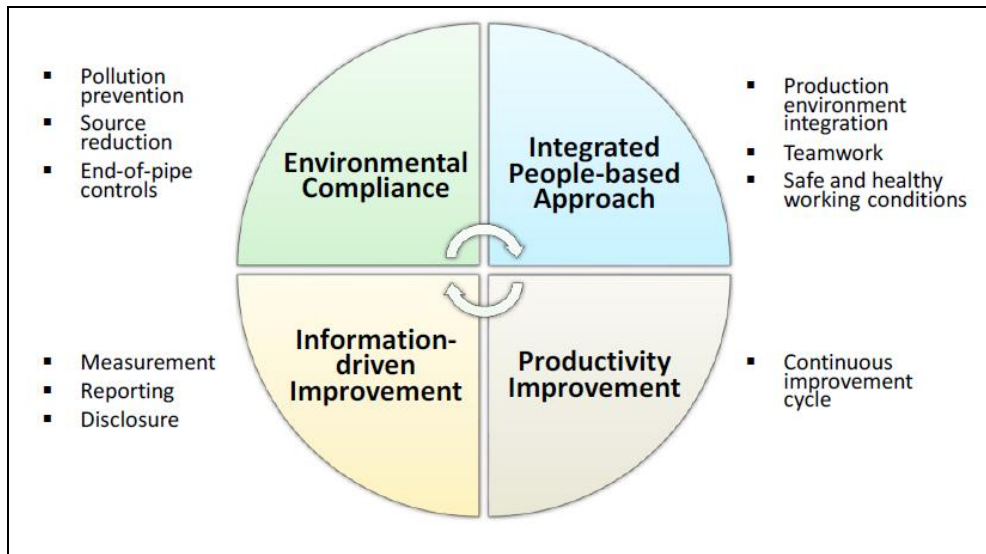 ▪ Pollution
prevention
▪ Source
reduction
▪ End-of-pipe
controls
Environmental
Compliance
Integrated
People-based
Approach
▪ Production
environment
integration
▪ Teamwork
▪ Safe and healthy
working conditions
▪ Measurement
▪ Reporting
▪ Disclosure
Information-
driven
Improvement
Productivity
Improvement
▪ Continuous
improvement
cycle